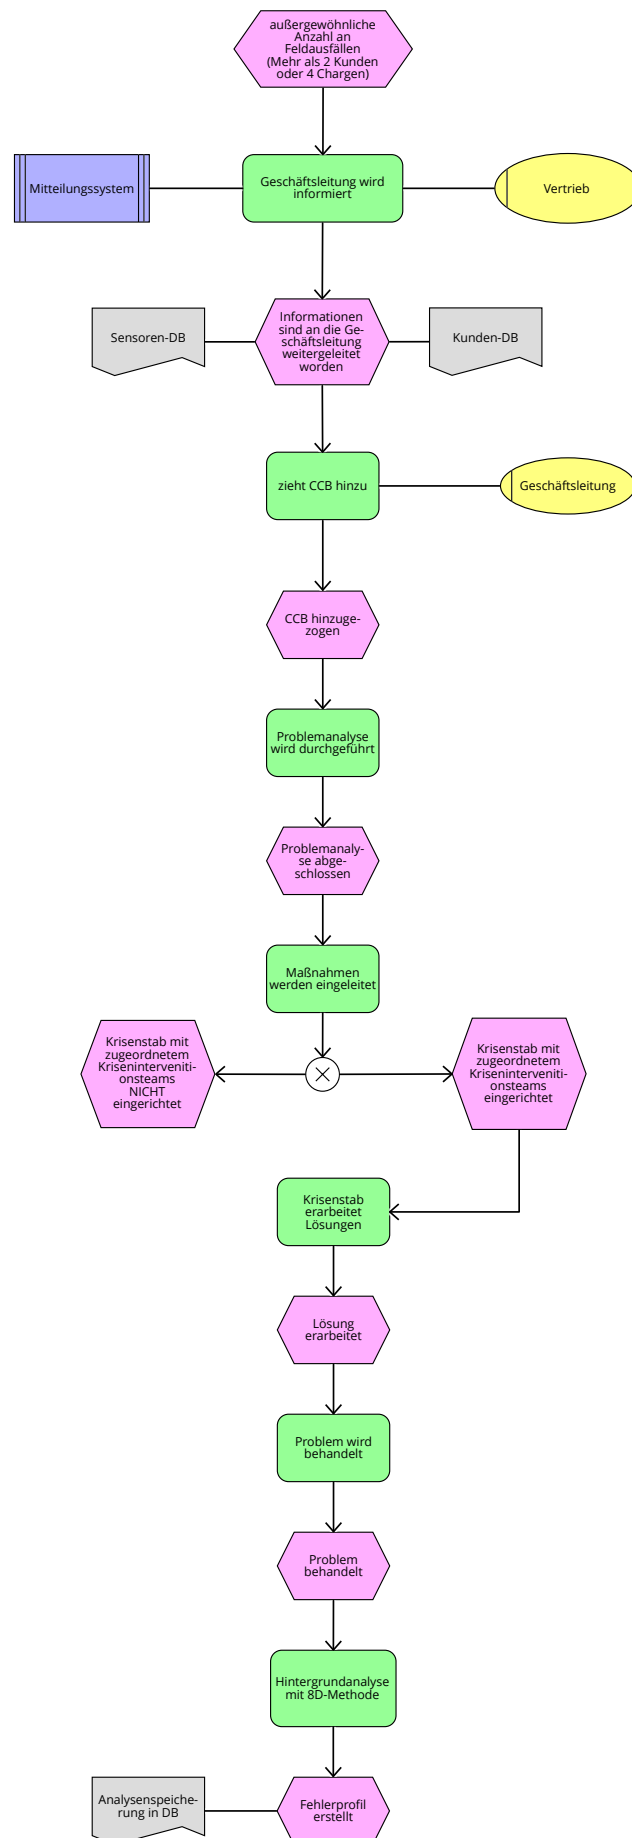 außergewöhnliche
Anzahl an
Feldausfällen
(Mehr als 2 Kunden
oder 4 Chargen)
Mitteilungssystem
Geschäftsleitung wird
informiert
Vertrieb
Sensoren-DB
Informationen
sind an die Ge-
schäftsleitung
weitergeleitet
worden
Kunden-DB
zieht CCB hinzu
Geschäftsleitung
CCB hinzuge-
zogen
Problemanalyse
wird durchgeführt
Problemanaly-
se abge-
schlossen
Maßnahmen
werden eingeleitet
Krisenstab mit
zugeordnetem
Kriseninterveniti-
onsteams
NICHT
eingerichtet
Krisenstab mit
zugeordnetem
Kriseninterveniti-
onsteams
eingerichtet
Krisenstab
erarbeitet
Lösungen
Lösung
erarbeitet
Problem wird
behandelt
Problem
behandelt
Hintergrundanalyse
mit 8D-Methode
Analysenspeiche-
rung in DB
Fehlerprofil
erstellt